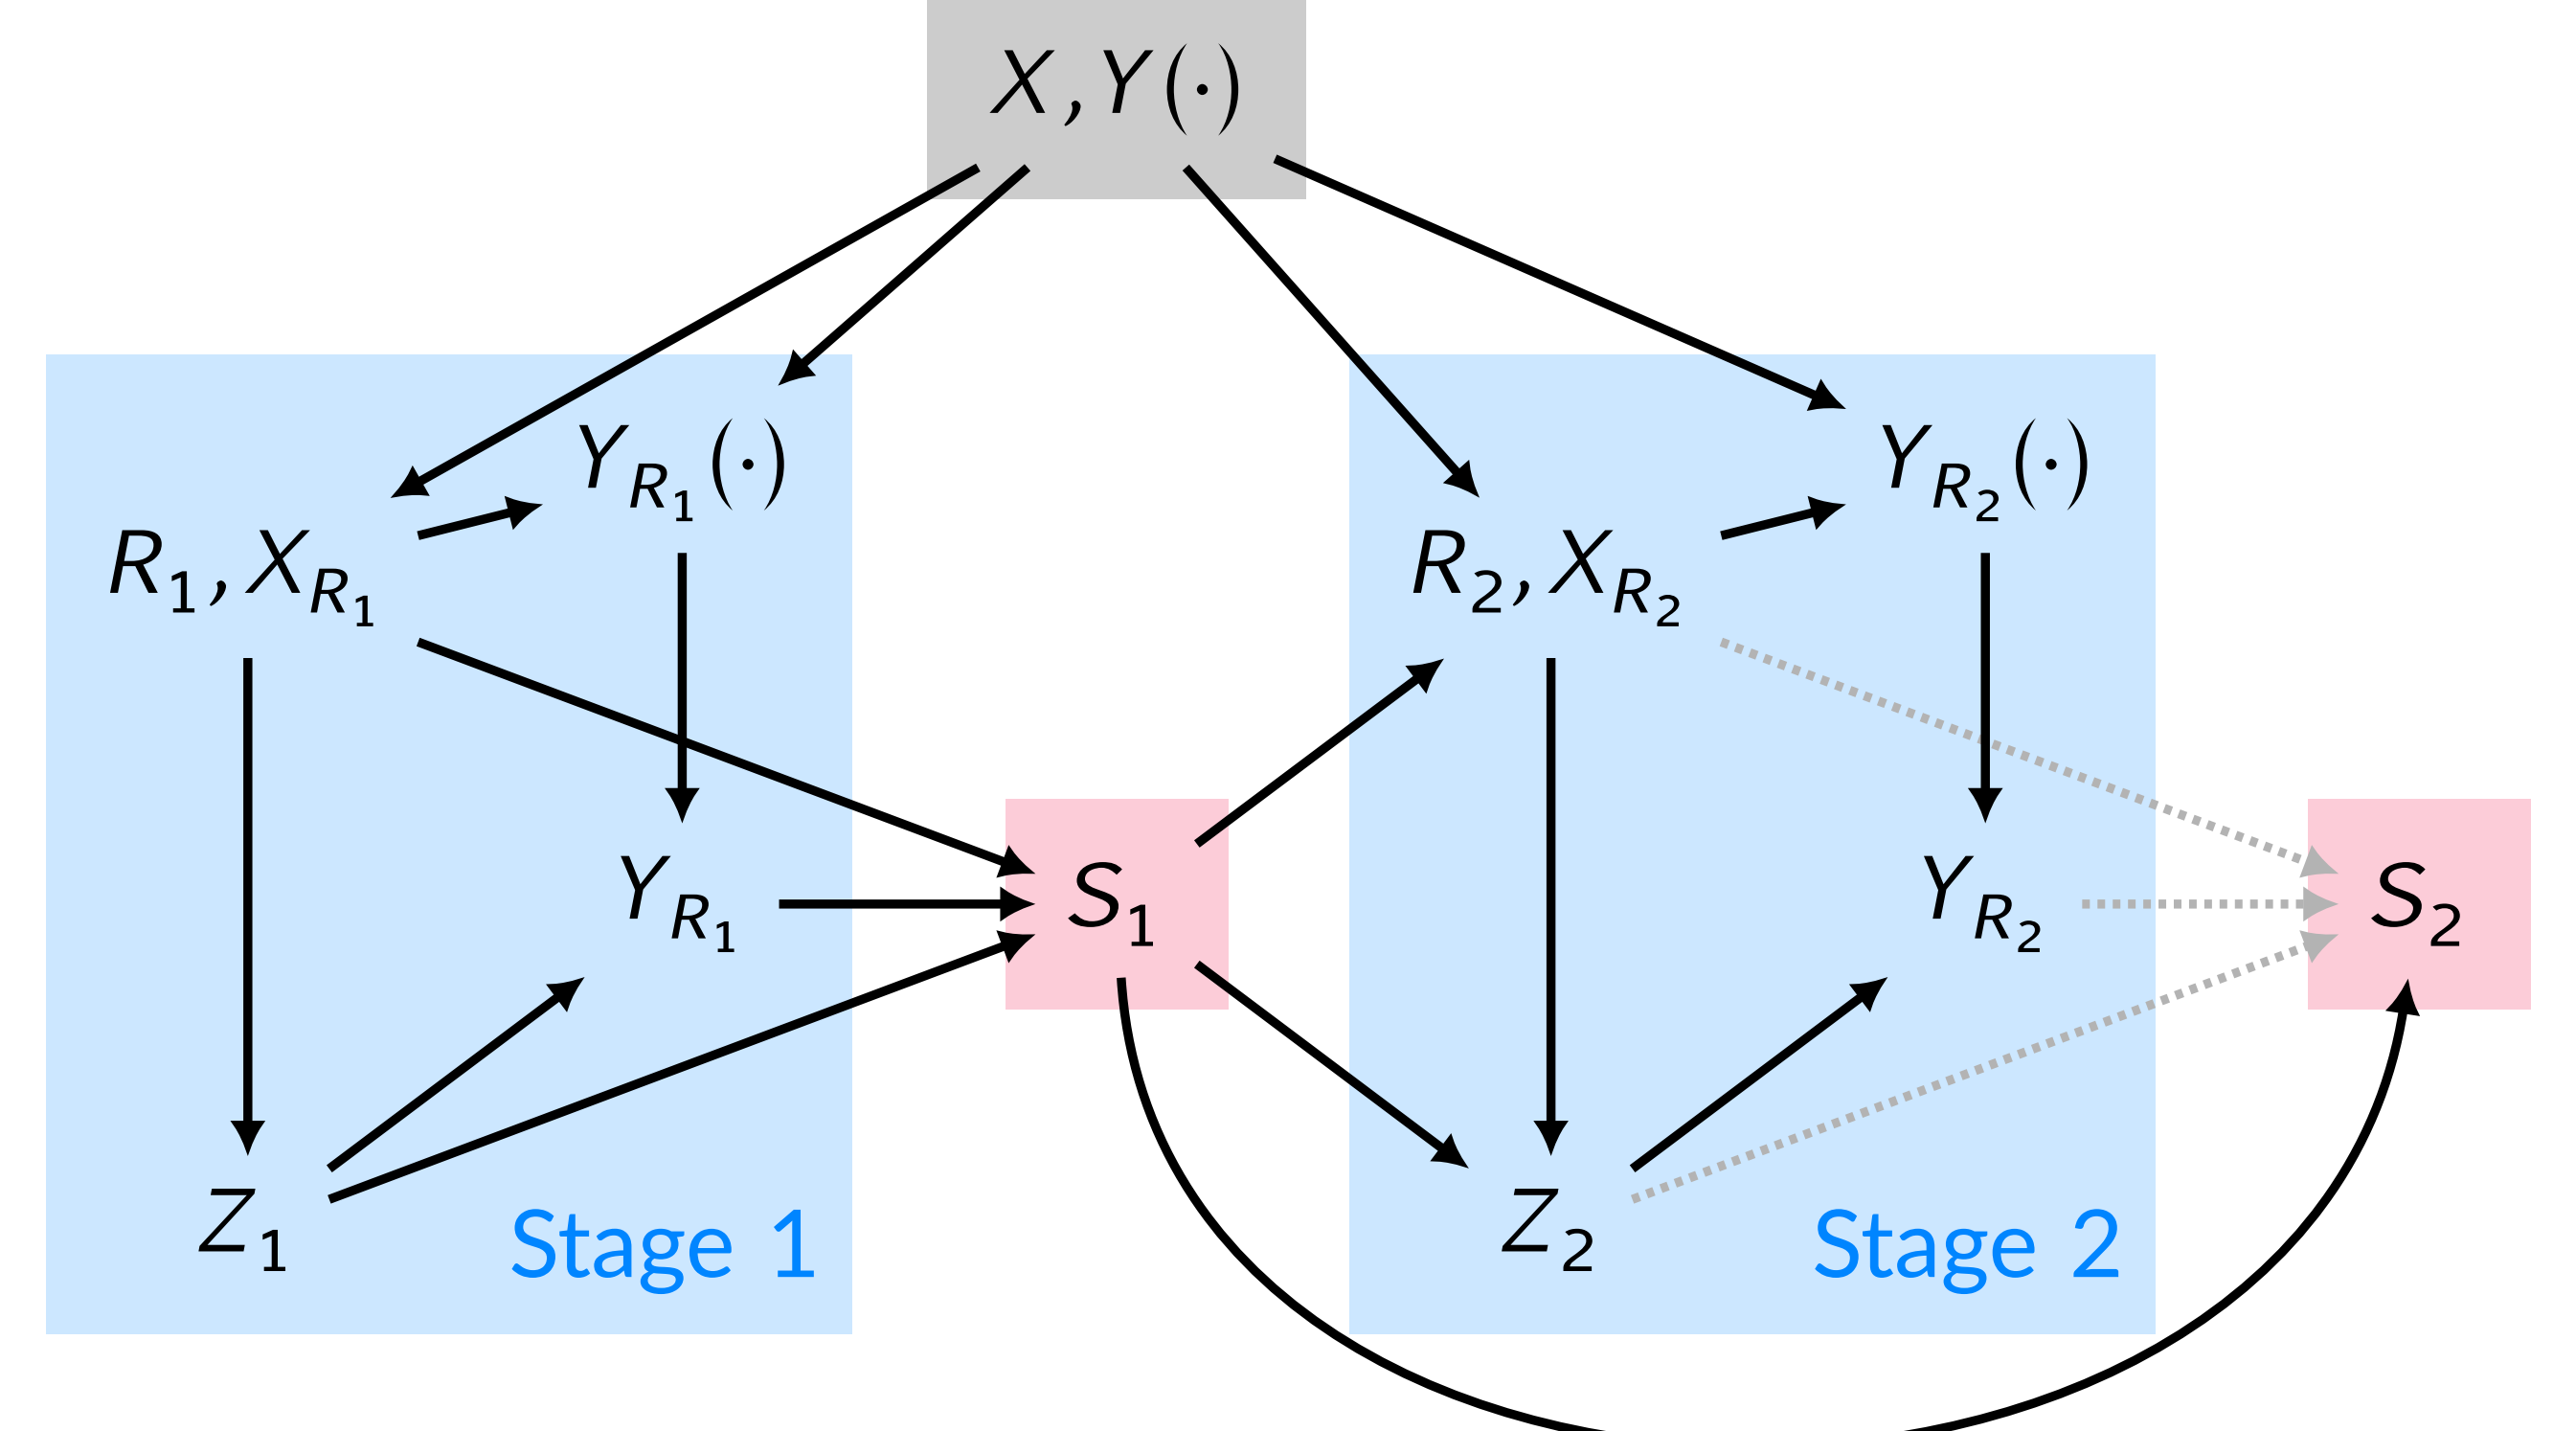 X, Y(·)
Y_{R_1}(·)
R_1, X_{R_1}
Y_{R_1}
Z_1
Stage 1
S_1
Y_{R_2}(·)
R_2, X_{R_2}
Y_{R_2}
Z_2
Stage 2
S_2